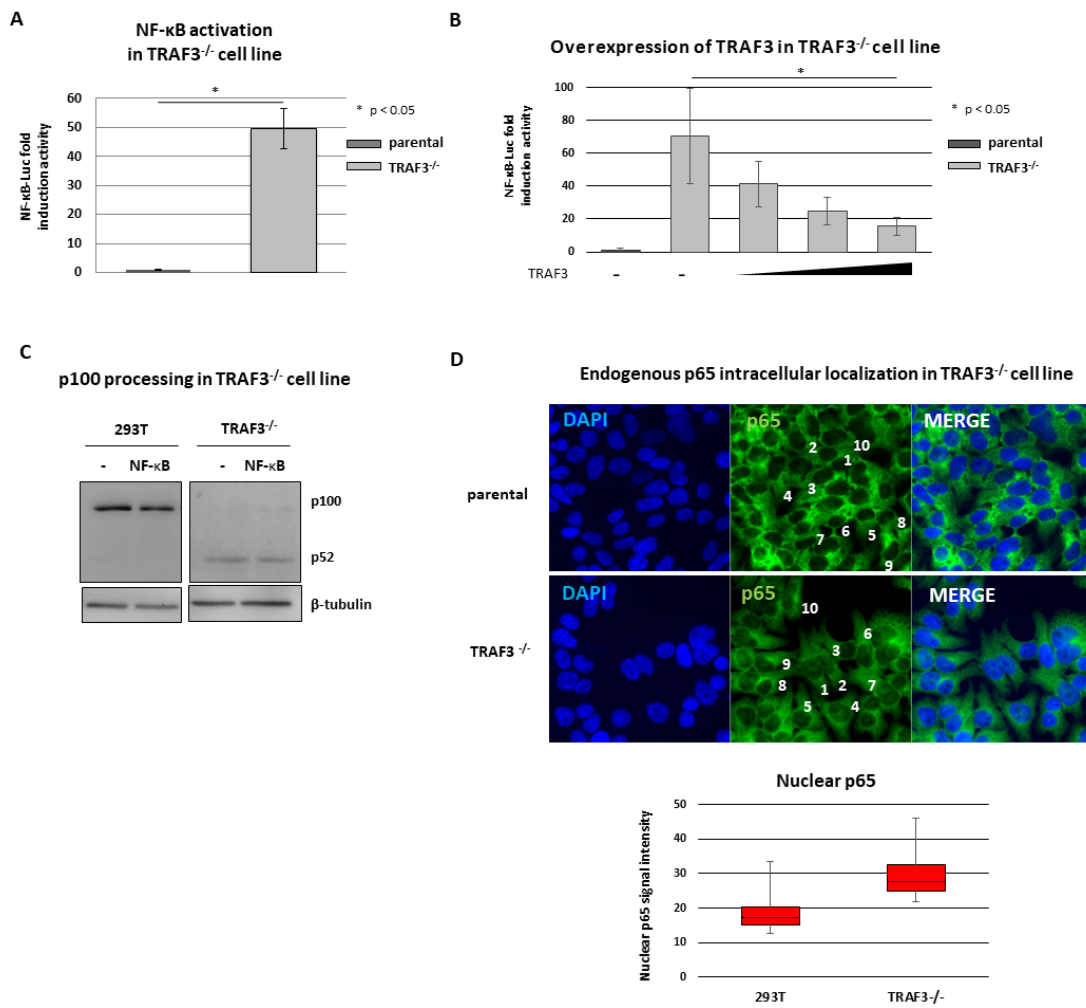 A
NF-κB activation
in TRAF3-/- cell line
NF-κB-Luc fold
induction activity
60
50
40
30
20
10
0
*
* p < 0.05
parental
TRAF3-/-
B
Overexpression of TRAF3 in TRAF3-/- cell line
NF-κB-Luc fold
induction activity
100
80
60
40
20
0
*
* p < 0.05
parental
TRAF3-/-
TRAF3 - -
C
p100 processing in TRAF3-/- cell line
293T TRAF3-/-
- NF-κB - NF-κB
p100
p52
β-tubulin
D
Endogenous p65 intracellular localization in TRAF3-/- cell line
parental
DAPI p65 MERGE
2 10
1
4 3
7 6 5 8
9
TRAF3 -/-
DAPI p65 MERGE
10
6
3
9
8 1 2 7
5 4
Nuclear p65
Nuclear p65 signal intensity
50
40
30
20
10
0
293T TRAF3-/-